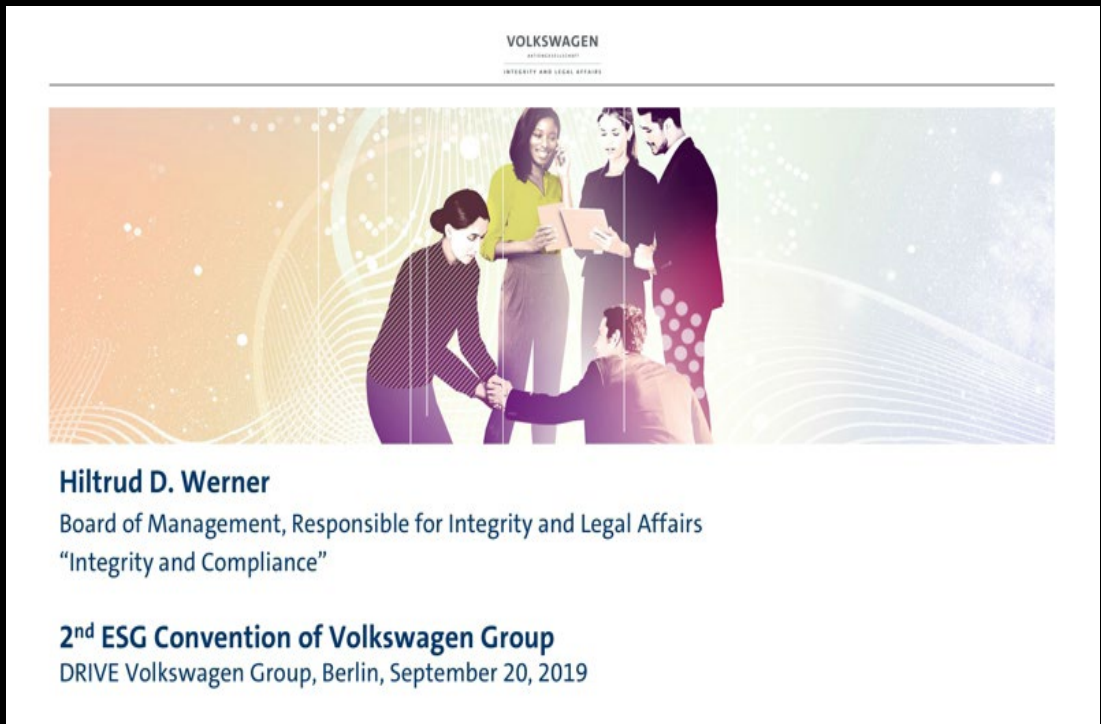 VOLKSWAGEN
AKTIENGESELLSCHAFT
INTEGRITY AND LEGAL AFFAIRS
Hiltrud D. Werner
Board of Management, Responsible for Integrity and Legal Affairs
“Integrity and Compliance”
2nd ESG Convention of Volkswagen Group
DRIVE Volkswagen Group, Berlin, September 20, 2019